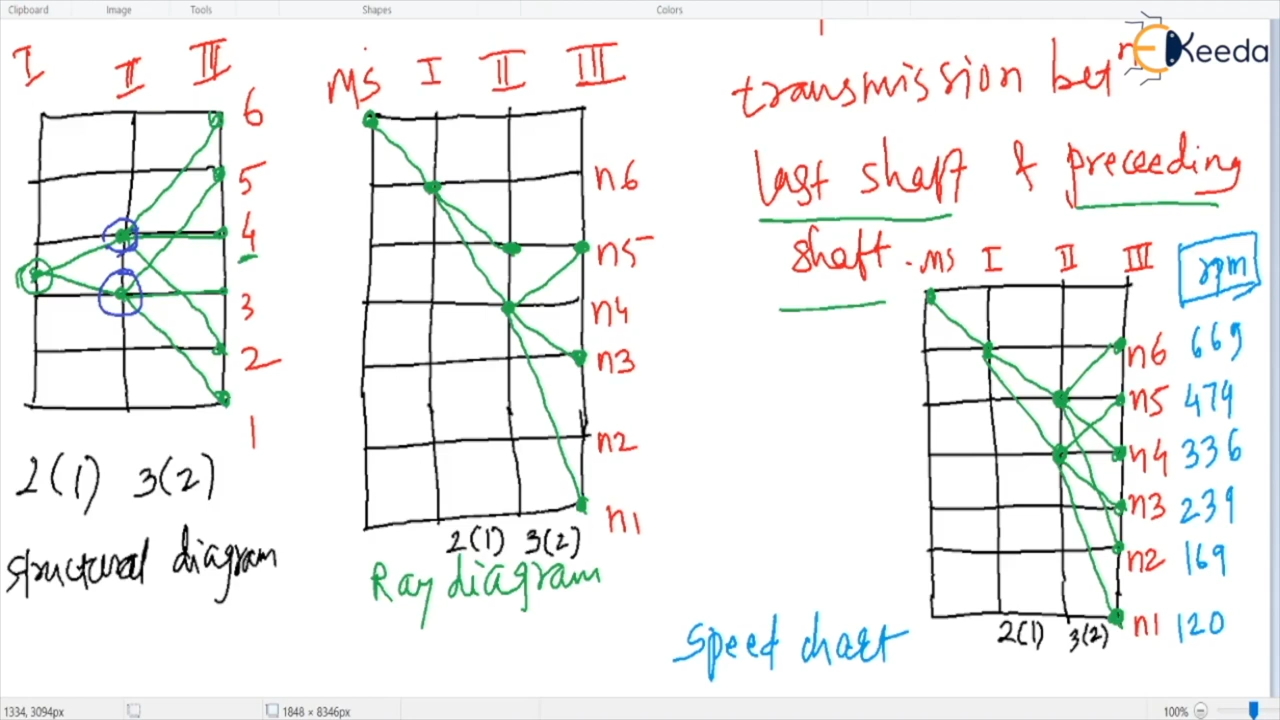 Clipboard
Image
Tools
Shapes
Colors
Keeda
I II III
6
5
4
3
2
1
2(1) 3(2)
structural diagram
MS I II III
n6
n5
n4
n3
n2
n1
2(1) 3(2)
Ray diagram
transmission betn
last shaft & preceeding
shaft.
MS I II III rpm
n6 669
n5 479
n4 336
n3 239
n2 169
n1 120
2(1) 3(2)
Speed chart
1334, 3094px
1848 × 8346px
100%